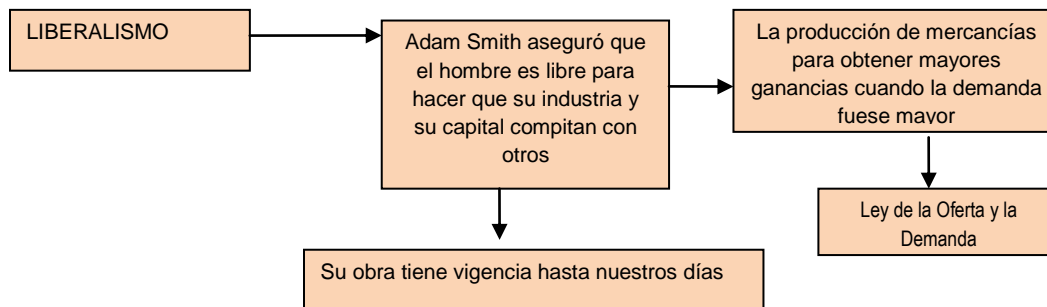 LIBERALISMO
Adam Smith aseguró que
el hombre es libre para
hacer que su industria y
su capital compitan con
otros
La producción de mercancías
para obtener mayores
ganancias cuando la demanda
fuese mayor
Ley de la Oferta y la
Demanda
Su obra tiene vigencia hasta nuestros días